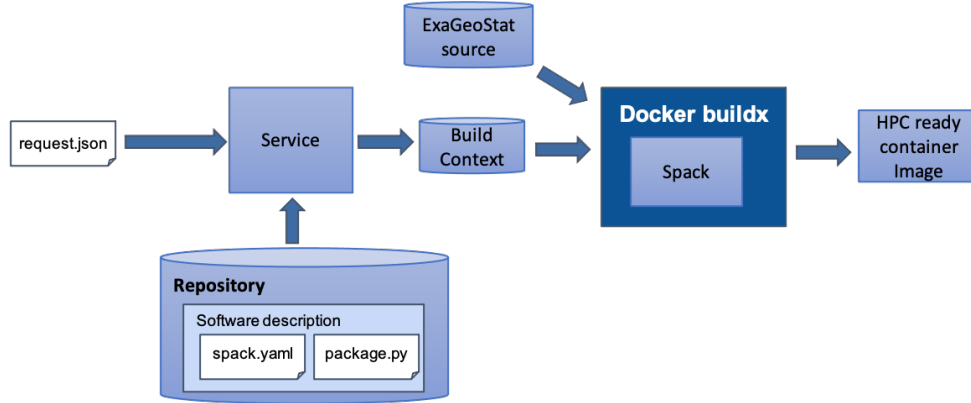 ExaGeoStat
source
request.json
Service
Build
Context
Docker buildx
Spack
HPC ready
container
Image
Repository
Software description
spack.yaml
package.py